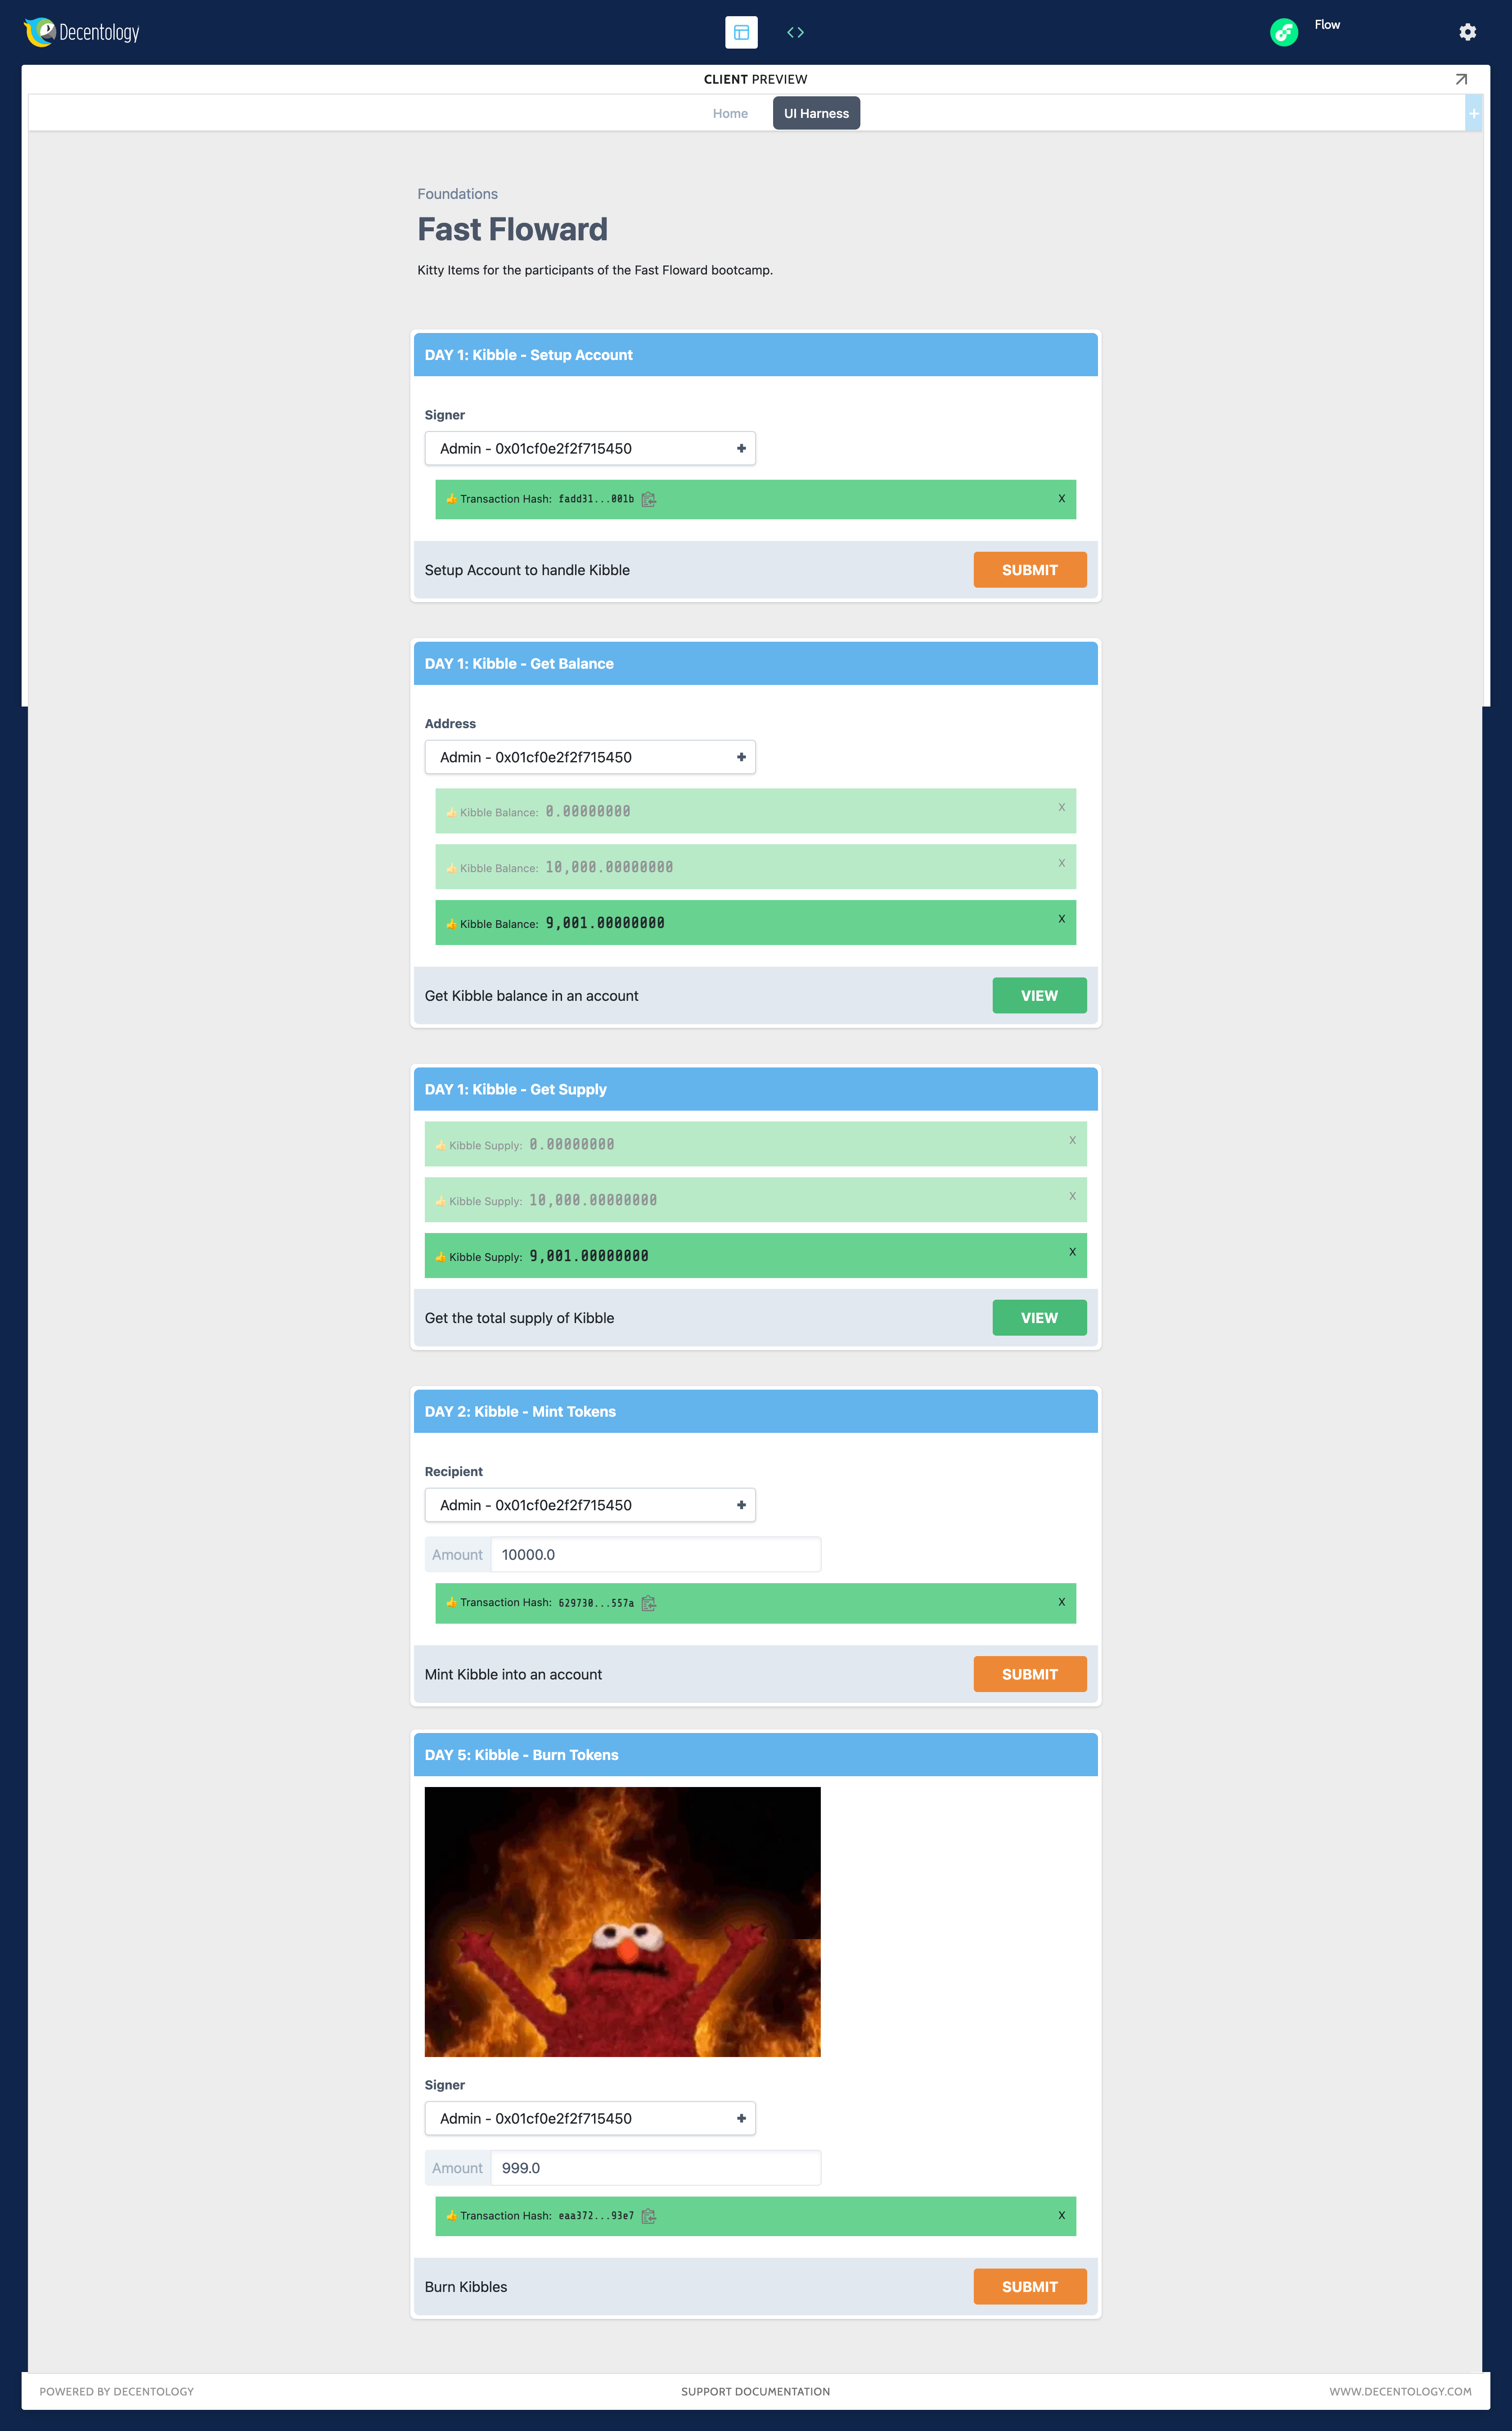 Decentology
Flow
CLIENT PREVIEW
Home
UI Harness
+
Foundations
Fast Floward
Kitty Items for the participants of the Fast Floward bootcamp.
DAY 1: Kibble - Setup Account
Signer
Admin - 0x01cf0e2f2f715450
👍 Transaction Hash: fadd31...001b
X
Setup Account to handle Kibble
SUBMIT
DAY 1: Kibble - Get Balance
Address
Admin - 0x01cf0e2f2f715450
👍 Kibble Balance: 0.00000000
X
👍 Kibble Balance: 10,000.00000000
X
👍 Kibble Balance: 9,001.00000000
X
Get Kibble balance in an account
VIEW
DAY 1: Kibble - Get Supply
👍 Kibble Supply: 0.00000000
X
👍 Kibble Supply: 10,000.00000000
X
👍 Kibble Supply: 9,001.00000000
X
Get the total supply of Kibble
VIEW
DAY 2: Kibble - Mint Tokens
Recipient
Admin - 0x01cf0e2f2f715450
Amount 10000.0
👍 Transaction Hash: 629730...557a
X
Mint Kibble into an account
SUBMIT
DAY 5: Kibble - Burn Tokens
Signer
Admin - 0x01cf0e2f2f715450
Amount 999.0
👍 Transaction Hash: eaa372...93e7
X
Burn Kibbles
SUBMIT
POWERED BY DECENTOLOGY
SUPPORT DOCUMENTATION
WWW.DECENTOLOGY.COM